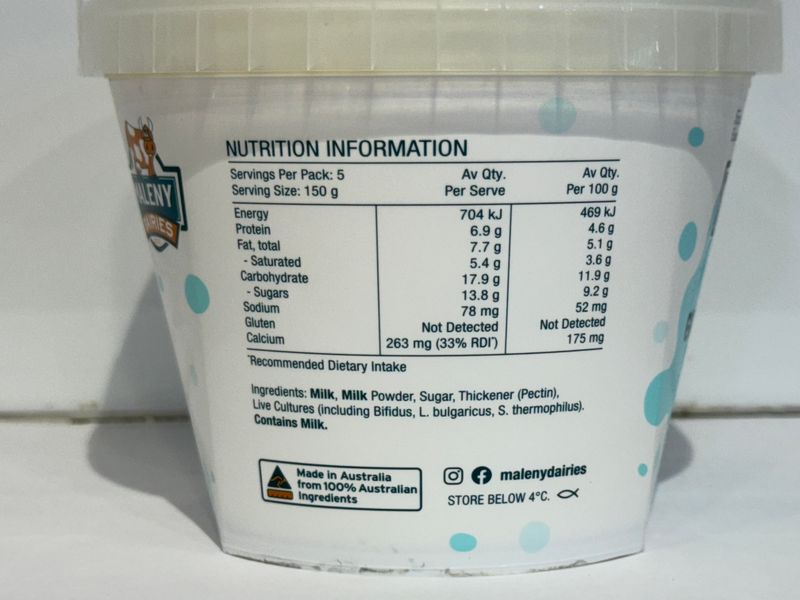 NUTRITION INFORMATION
Servings Per Pack: 5 Av Qty. Av Qty.
Serving Size: 150 g Per Serve Per 100 g
Energy 704 kJ 469 kJ
Protein 6.9 g 4.6 g
Fat, total 7.7 g 5.1 g
- Saturated 5.4 g 3.6 g
Carbohydrate 17.9 g 11.9 g
- Sugars 13.8 g 9.2 g
Sodium 78 mg 52 mg
Gluten Not Detected Not Detected
Calcium 263 mg (33% RDI*) 175 mg
*Recommended Dietary Intake
Ingredients: Milk, Milk Powder, Sugar, Thickener (Pectin),
Live Cultures (including Bifidus, L. bulgaricus, S. thermophilus).
Contains Milk.
Made in Australia
from 100% Australian
Ingredients
malenydairies
STORE BELOW 4°C.
ALENY
AIRIES